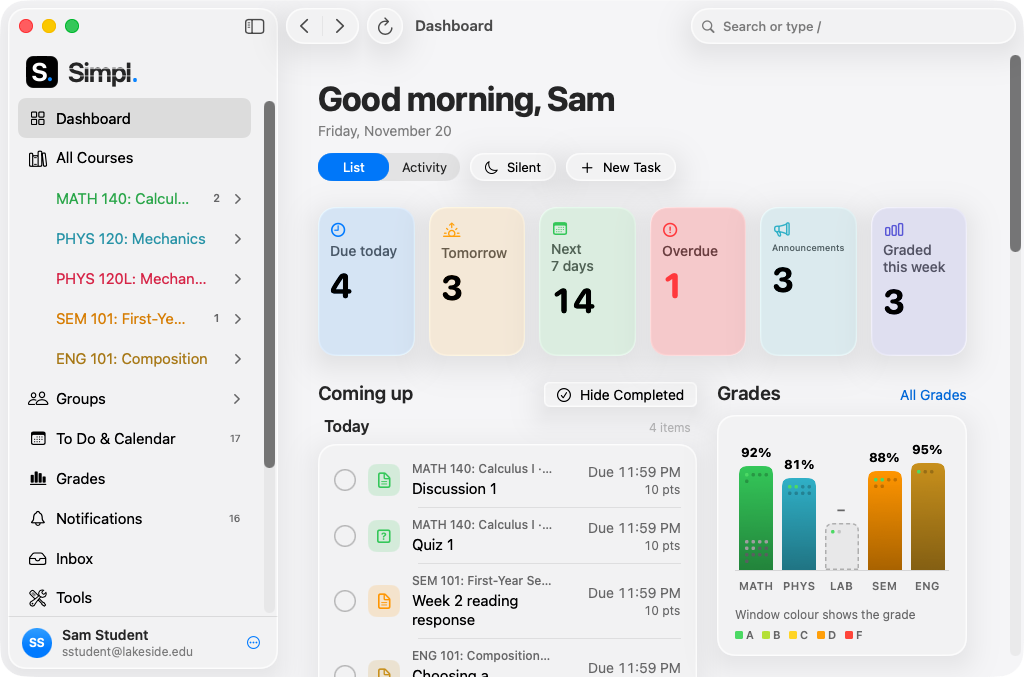 Dashboard
Search or type /
S. Simpl.
Dashboard
All Courses
MATH 140: Calcul... 2
PHYS 120: Mechanics
PHYS 120L: Mechan...
SEM 101: First-Ye... 1
ENG 101: Composition
Groups
To Do & Calendar 17
Grades
Notifications 16
Inbox
Tools
SS Sam Student
sstudent@lakeside.edu
Good morning, Sam
Friday, November 20
List Activity Silent + New Task
Due today
4
Tomorrow
3
Next
7 days
14
Overdue
1
Announcements
3
Graded
this week
3
Coming up Hide Completed
Today 4 items
MATH 140: Calculus I ·...
Discussion 1
Due 11:59 PM
10 pts
MATH 140: Calculus I ·...
Quiz 1
Due 11:59 PM
10 pts
SEM 101: First-Year Se...
Week 2 reading
response
Due 11:59 PM
10 pts
ENG 101: Composition...
Choosing a
Due 11:59 PM
Grades All Grades
92% 81% – 88% 95%
MATH PHYS LAB SEM ENG
Window colour shows the grade
A B C D F